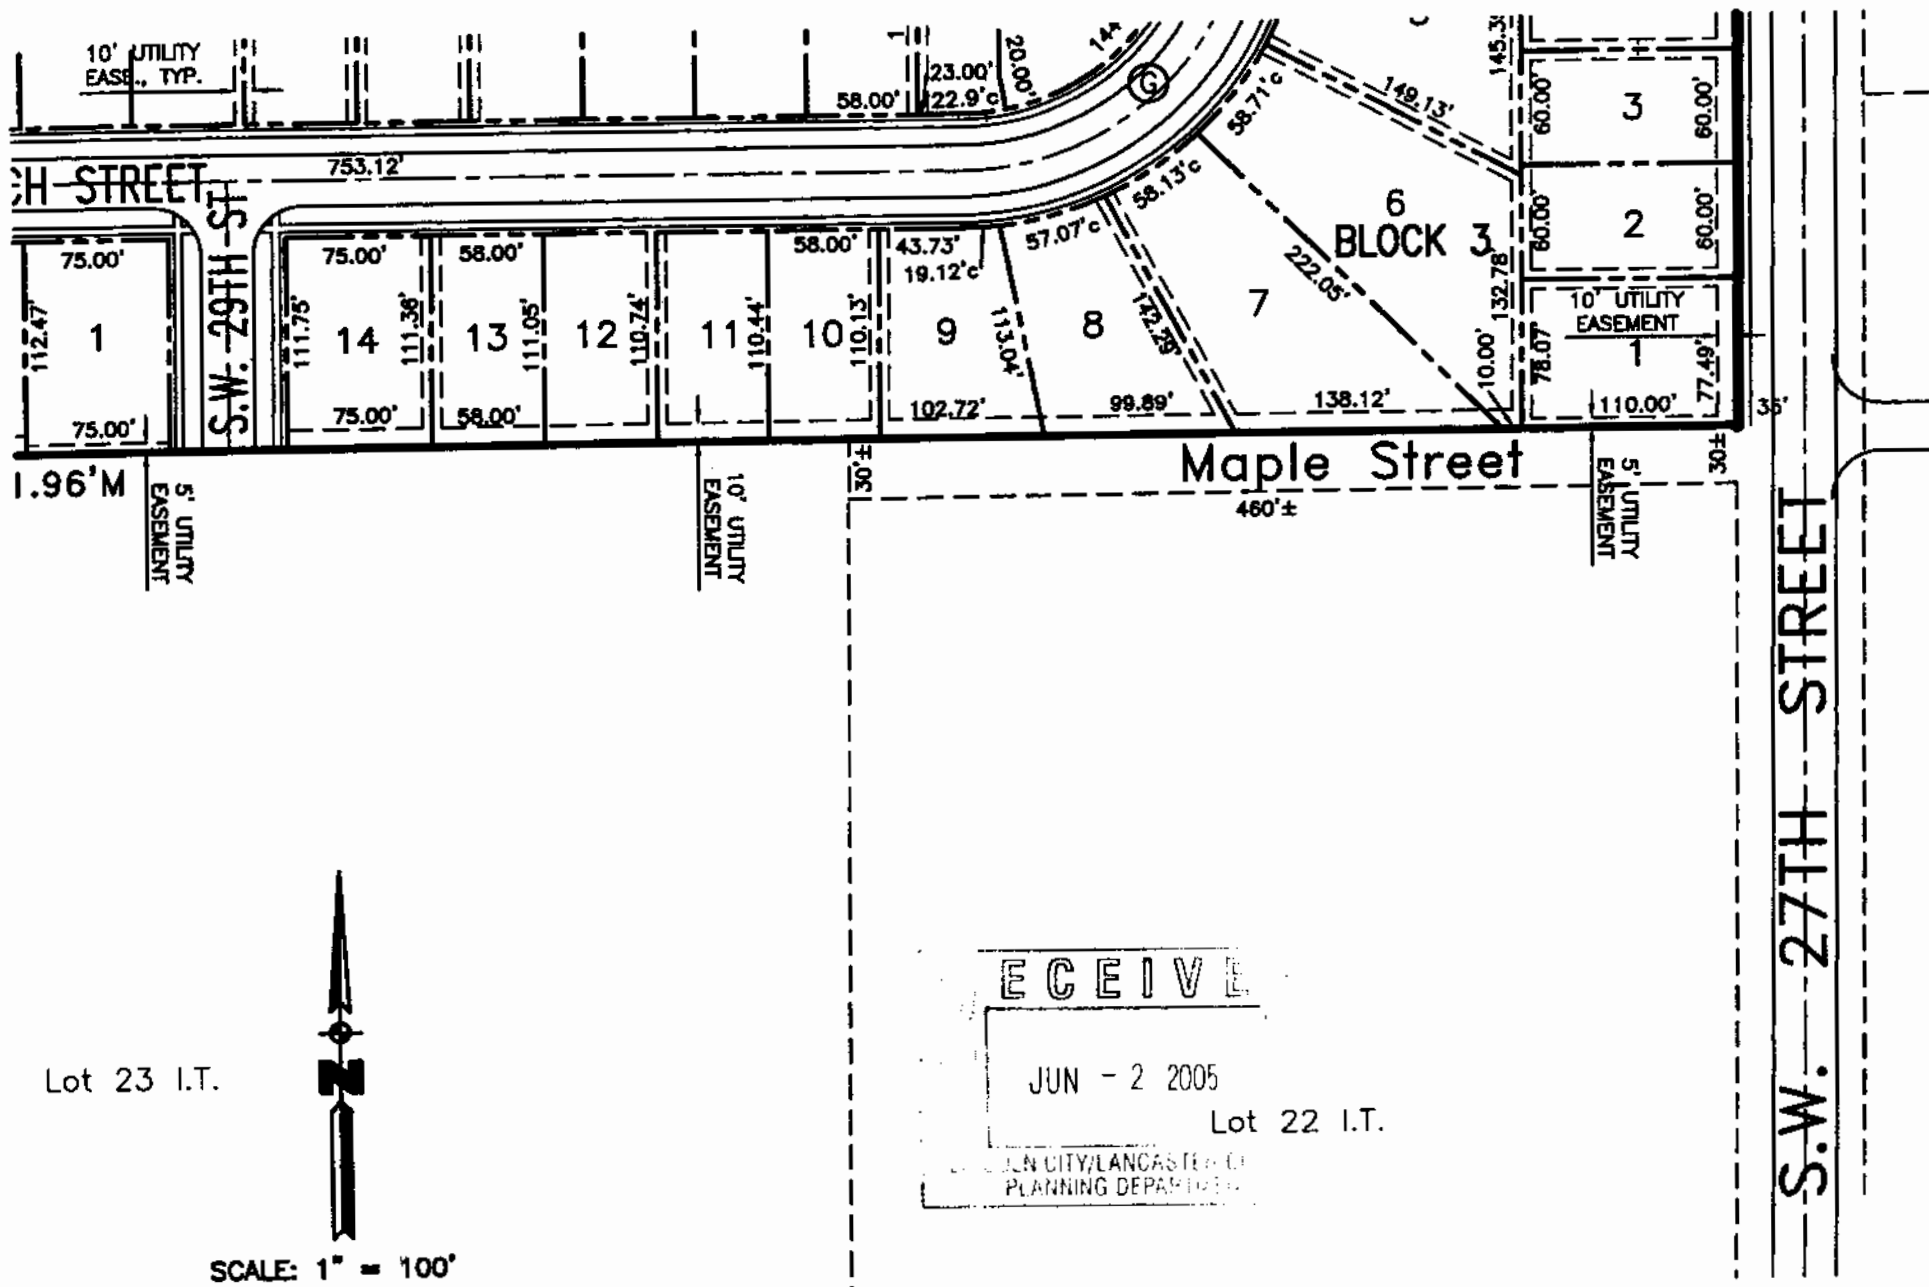 10' UTILITY
EASE., TYP.
58.00'
23.00'
22.9'c
20.00'
144
1
G
58.71'c
149.13'
145.3
60.00'
3
60.00'
CH STREET
753.12'
58.13'c
57.07'c
6
BLOCK 3
60.00'
2
60.00'
75.00'
112.47'
1
75.00'
S.W. 29TH ST
75.00'
111.75'
14
111.36'
75.00'
58.00'
13
111.05'
58.00'
12
110.74'
11
110.44'
58.00'
10
110.13'
43.73'
19.12'c
9
102.72'
113.04'
8
99.89'
142.29'
7
222.05'
138.12'
10.00'
132.78'
78.07
10' UTILITY
EASEMENT
1
77.49'
110.00'
35'
1.96'M
5' UTILITY
EASEMENT
10' UTILITY
EASEMENT
30'±
Maple Street
460'±
5' UTILITY
EASEMENT
30±
S.W. 27TH STREET
ECEIVE
JUN - 2 2005
Lot 23 I.T.
N
Lot 22 I.T.
CITY/LANCASTER
PLANNING
SCALE: 1" = 100'